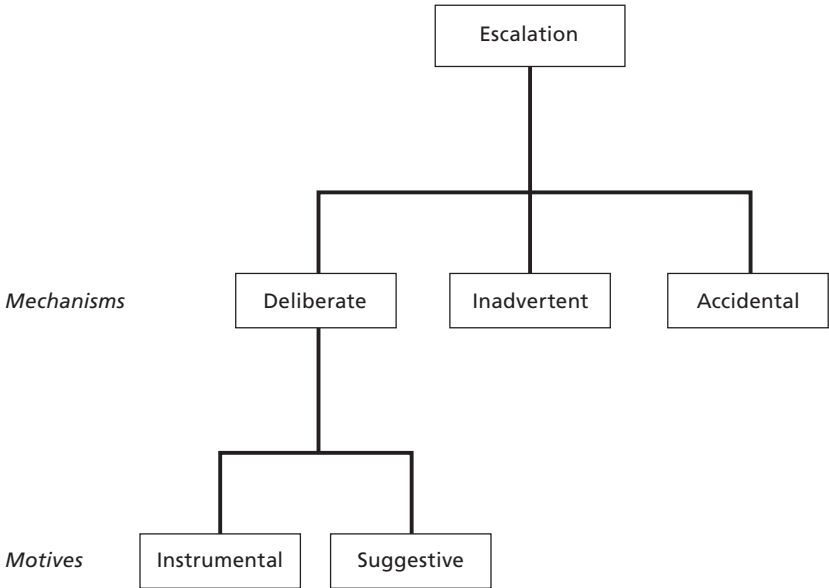 Escalation
Mechanisms
Deliberate
Inadvertent
Accidental
Motives
Instrumental
Suggestive